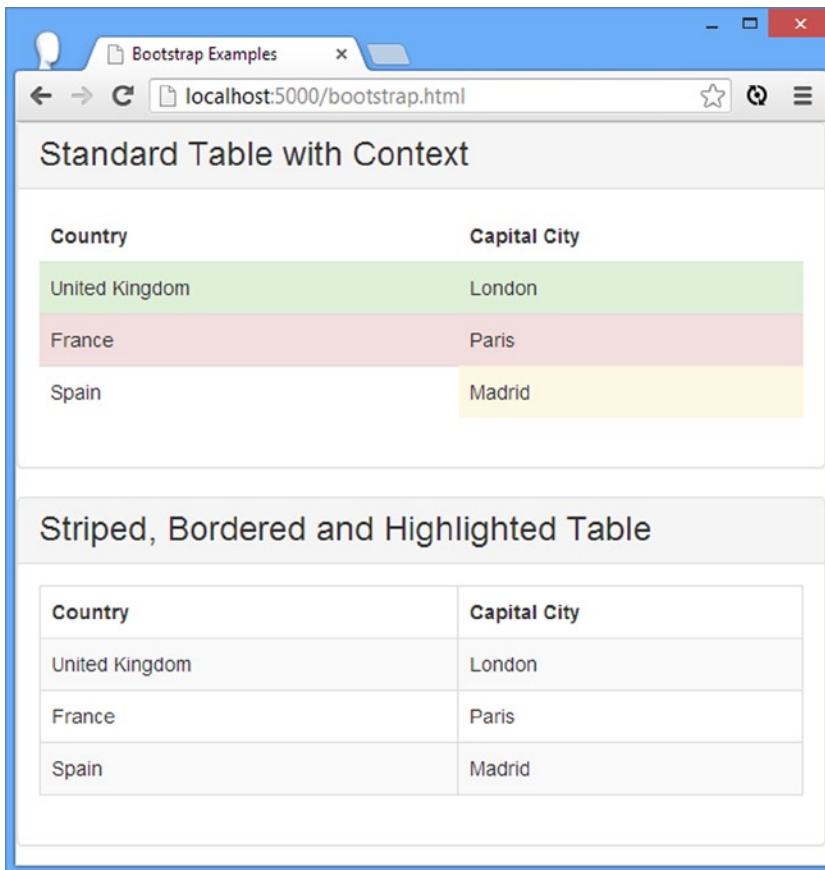 Bootstrap Examples
localhost:5000/bootstrap.html
Standard Table with Context
Country Capital City
United Kingdom London
France Paris
Spain Madrid
Striped, Bordered and Highlighted Table
Country Capital City
United Kingdom London
France Paris
Spain Madrid